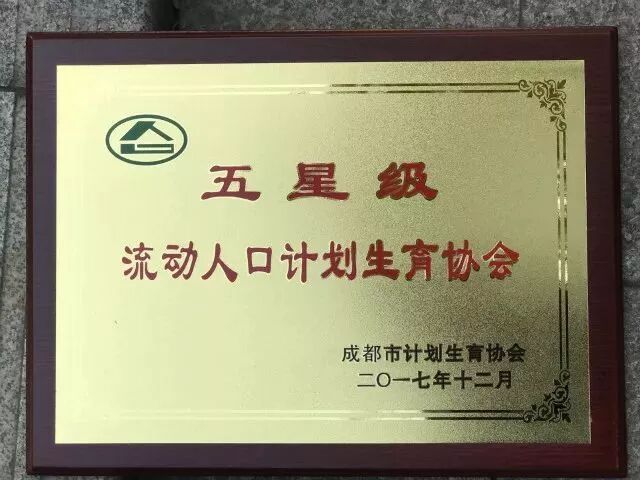 五星级
流动人口计划生育协会
成都市计划生育协会
二〇一七年十二月